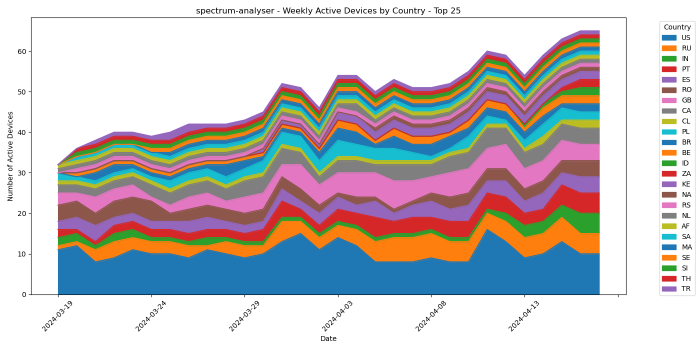 spectrum-analyser - Weekly Active Devices by Country - Top 25
Number of Active Devices
60
50
40
30
20
10
0
2024-03-19
2024-03-24
2024-03-29
2024-04-03
2024-04-08
2024-04-13
Date
Country
US
RU
IN
PT
ES
RO
GB
CA
CL
PL
BR
BE
ID
ZA
KE
NA
RS
NL
AF
SA
MA
SE
SI
TH
TR